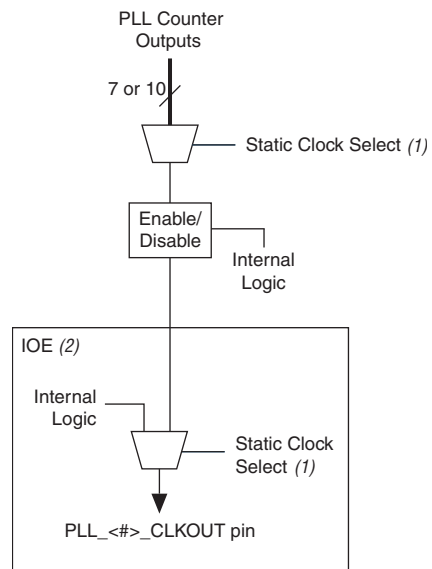 PLL Counter
Outputs
7 or 10
Static Clock Select (1)
Enable/
Disable
Internal
Logic
IOE (2)
Internal
Logic
Static Clock
Select (1)
PLL_<#>_CLKOUT pin